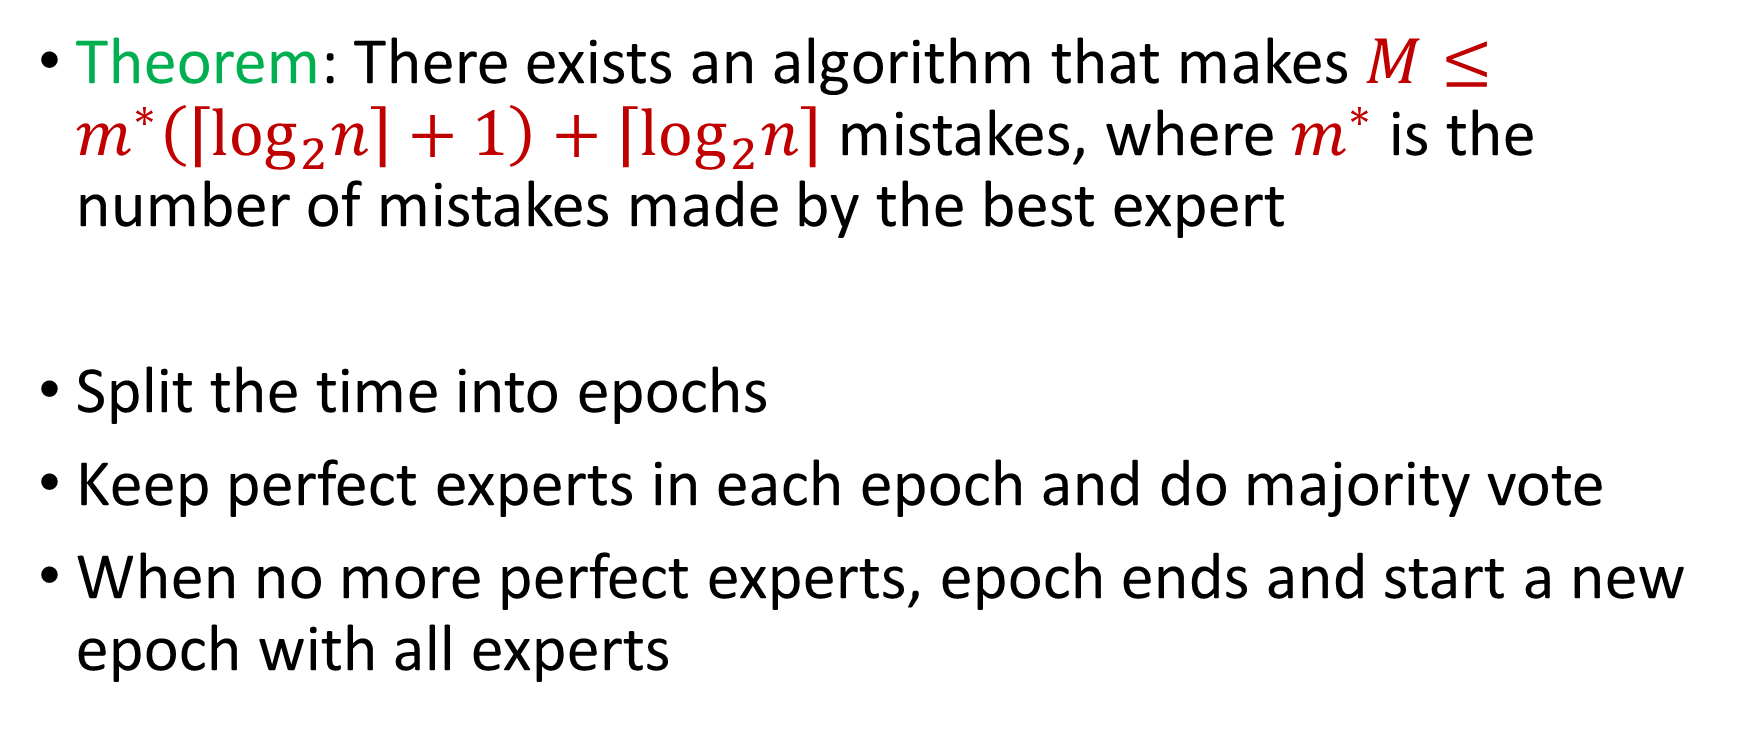 • Theorem: There exists an algorithm that makes M ≤
m*(⌈log₂n⌉ + 1) + ⌈log₂n⌉ mistakes, where m* is the
number of mistakes made by the best expert
• Split the time into epochs
• Keep perfect experts in each epoch and do majority vote
• When no more perfect experts, epoch ends and start a new
epoch with all experts